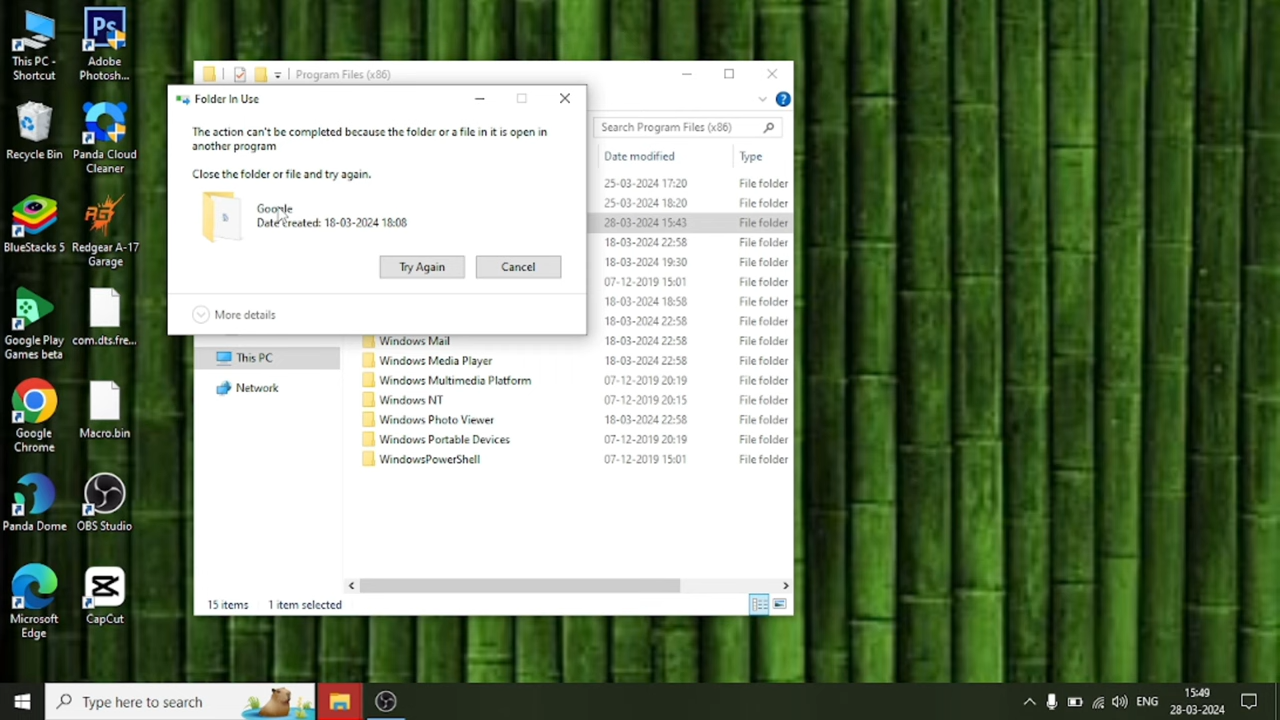 This PC -
Shortcut
Adobe
Photosh...
Recycle Bin
Panda Cloud
Cleaner
BlueStacks 5
Redgear A-17
Garage
Google Play
Games beta
com.dts.fre...
Google
Chrome
Macro.bin
Panda Dome
OBS Studio
Microsoft
Edge
CapCut
Ps
Program Files (x86)
Folder In Use
The action can't be completed because the folder or a file in it is open in
another program
Close the folder or file and try again.
Google
Date created: 18-03-2024 18:08
Try Again
Cancel
More details
Search Program Files (x86)
Date modified
Type
25-03-2024 17:20
File folder
25-03-2024 18:20
File folder
28-03-2024 15:43
File folder
18-03-2024 22:58
File folder
18-03-2024 19:30
File folder
07-12-2019 15:01
File folder
18-03-2024 18:58
File folder
18-03-2024 22:58
File folder
Windows Mail
18-03-2024 22:58
File folder
This PC
Windows Media Player
18-03-2024 22:58
File folder
Windows Multimedia Platform
07-12-2019 20:19
File folder
Network
Windows NT
07-12-2019 20:15
File folder
Windows Photo Viewer
18-03-2024 22:58
File folder
Windows Portable Devices
07-12-2019 20:19
File folder
WindowsPowerShell
07-12-2019 15:01
File folder
15 items
1 item selected
Type here to search
ENG
15:49
28-03-2024